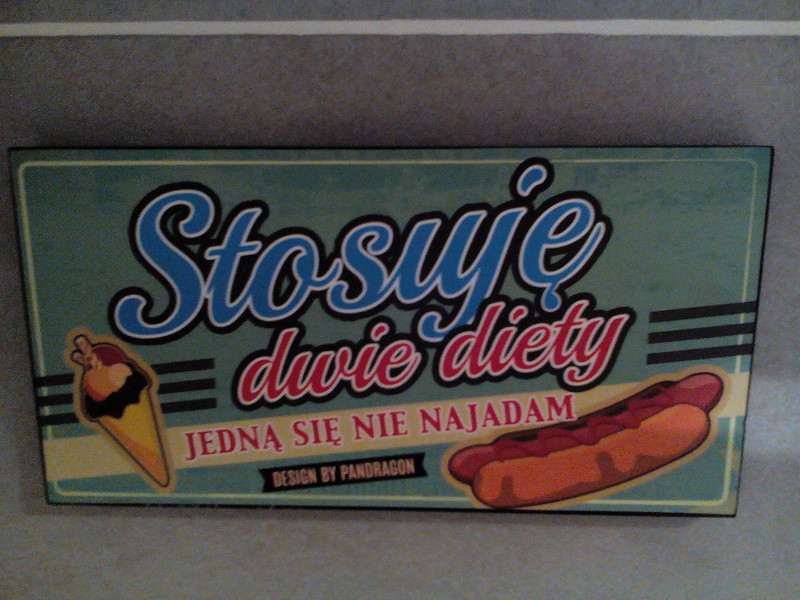 Stosuję
dwie diety
JEDNĄ SIĘ NIE NAJADAM
DESIGN BY PANDRAGON